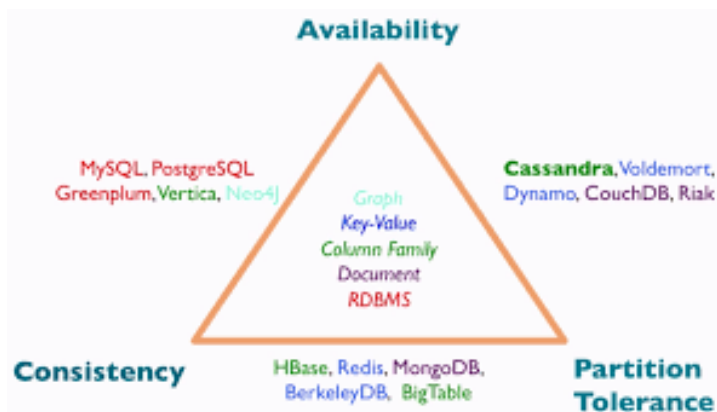 Availability
MySQL, PostgreSQL
Greenplum, Vertica, Neo4J
Cassandra, Voldemort,
Dynamo, CouchDB, Riak
Graph
Key-Value
Column Family
Document
RDBMS
Consistency
HBase, Redis, MongoDB,
BerkeleyDB, BigTable
Partition
Tolerance